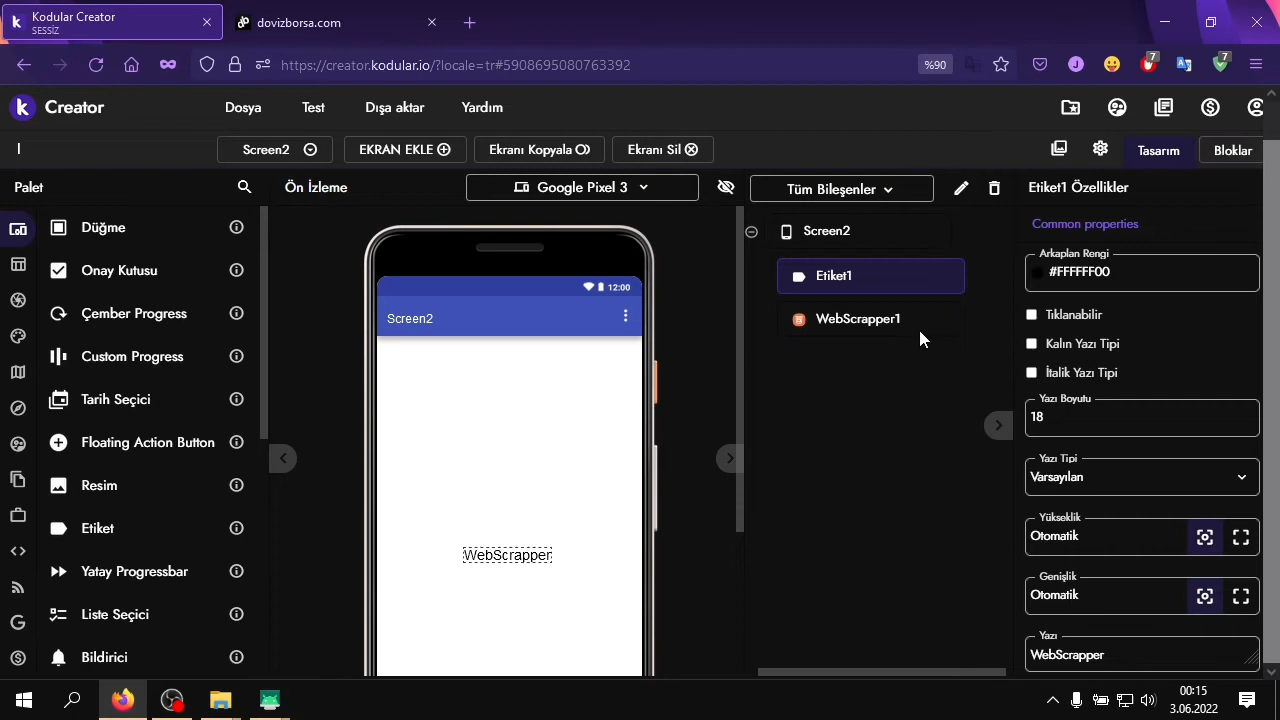 Kodular Creator
SESSİZ
dovizborsa.com
https://creator.kodular.io/?locale=tr#5908695080763392
%90
7
7
Creator
Dosya
Test
Dışa aktar
Yardım
Screen2
EKRAN EKLE
Ekranı Kopyala
Ekranı Sil
Tasarım
Bloklar
Palet
Ön İzleme
Google Pixel 3
Tüm Bileşenler
Etiket1 Özellikler
Common properties
Düğme
Onay Kutusu
Çember Progress
Custom Progress
Tarih Seçici
Floating Action Button
Resim
Etiket
Yatay Progressbar
Liste Seçici
Bildirici
12:00
Screen2
WebScrapper
Screen2
Etiket1
WebScrapper1
Arkaplan Rengi
#FFFFFF00
Tıklanabilir
Kalın Yazı Tipi
İtalik Yazı Tipi
Yazı Boyutu
18
Yazı Tipi
Varsayılan
Yükseklik
Otomatik
Genişlik
Otomatik
Yazı
WebScrapper
00:15
3.06.2022